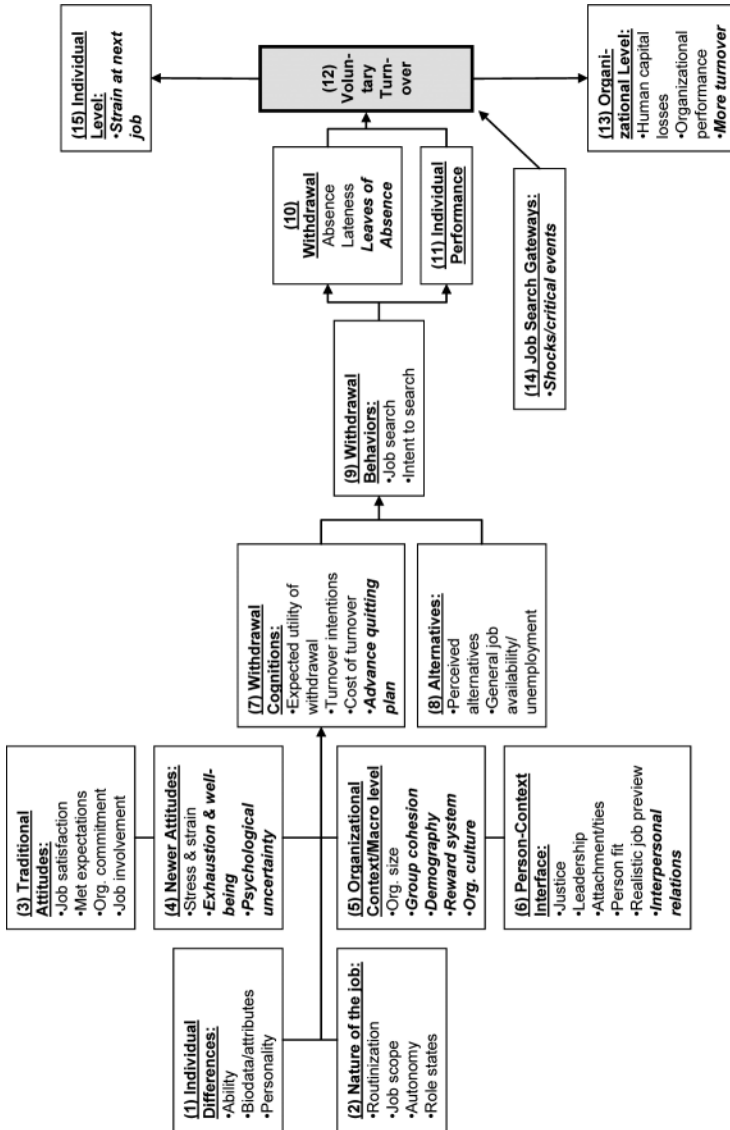 (1) Individual
Differences:
•Ability
•Biodata/attributes
•Personality
(2) Nature of the job:
•Routinization
•Job scope
•Autonomy
•Role states
(3) Traditional
Attitudes:
•Job satisfaction
•Met expectations
•Org. commitment
•Job involvement
(4) Newer Attitudes:
•Stress & strain
•Exhaustion & well-
being
•Psychological
uncertainty
(5) Organizational
Context/Macro level
•Org. size
•Group cohesion
•Demography
•Reward system
•Org. culture
(6) Person-Context
Interface:
•Justice
•Leadership
•Attachment/ties
•Person fit
•Realistic job preview
•Interpersonal
relations
(7) Withdrawal
Cognitions:
•Expected utility of
withdrawal
•Turnover intentions
•Cost of turnover
•Advance quitting
plan
(8) Alternatives:
•Perceived
alternatives
•General job
availability/
unemployment
(9) Withdrawal
Behaviors:
•Job search
•Intent to search
(10)
Withdrawal
Absence
Lateness
Leaves of
Absence
(11) Individual
Performance
(12)
Volun-
tary
Turn-
over
(13) Organi-
zational Level:
•Human capital
losses
•Organizational
performance
•More turnover
(14) Job Search Gateways:
•Shocks/critical events
(15) Individual
Level:
•Strain at next
job